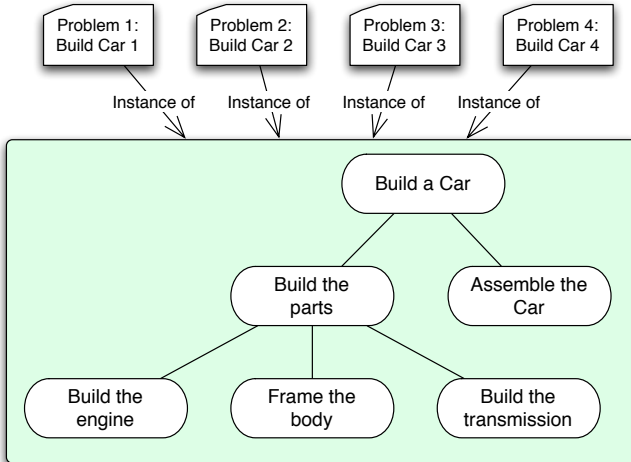 Problem 1:
Build Car 1
Problem 2:
Build Car 2
Problem 3:
Build Car 3
Problem 4:
Build Car 4
Instance of
Instance of
Instance of
Instance of
Build a Car
Build the
parts
Assemble the
Car
Build the
engine
Frame the
body
Build the
transmission